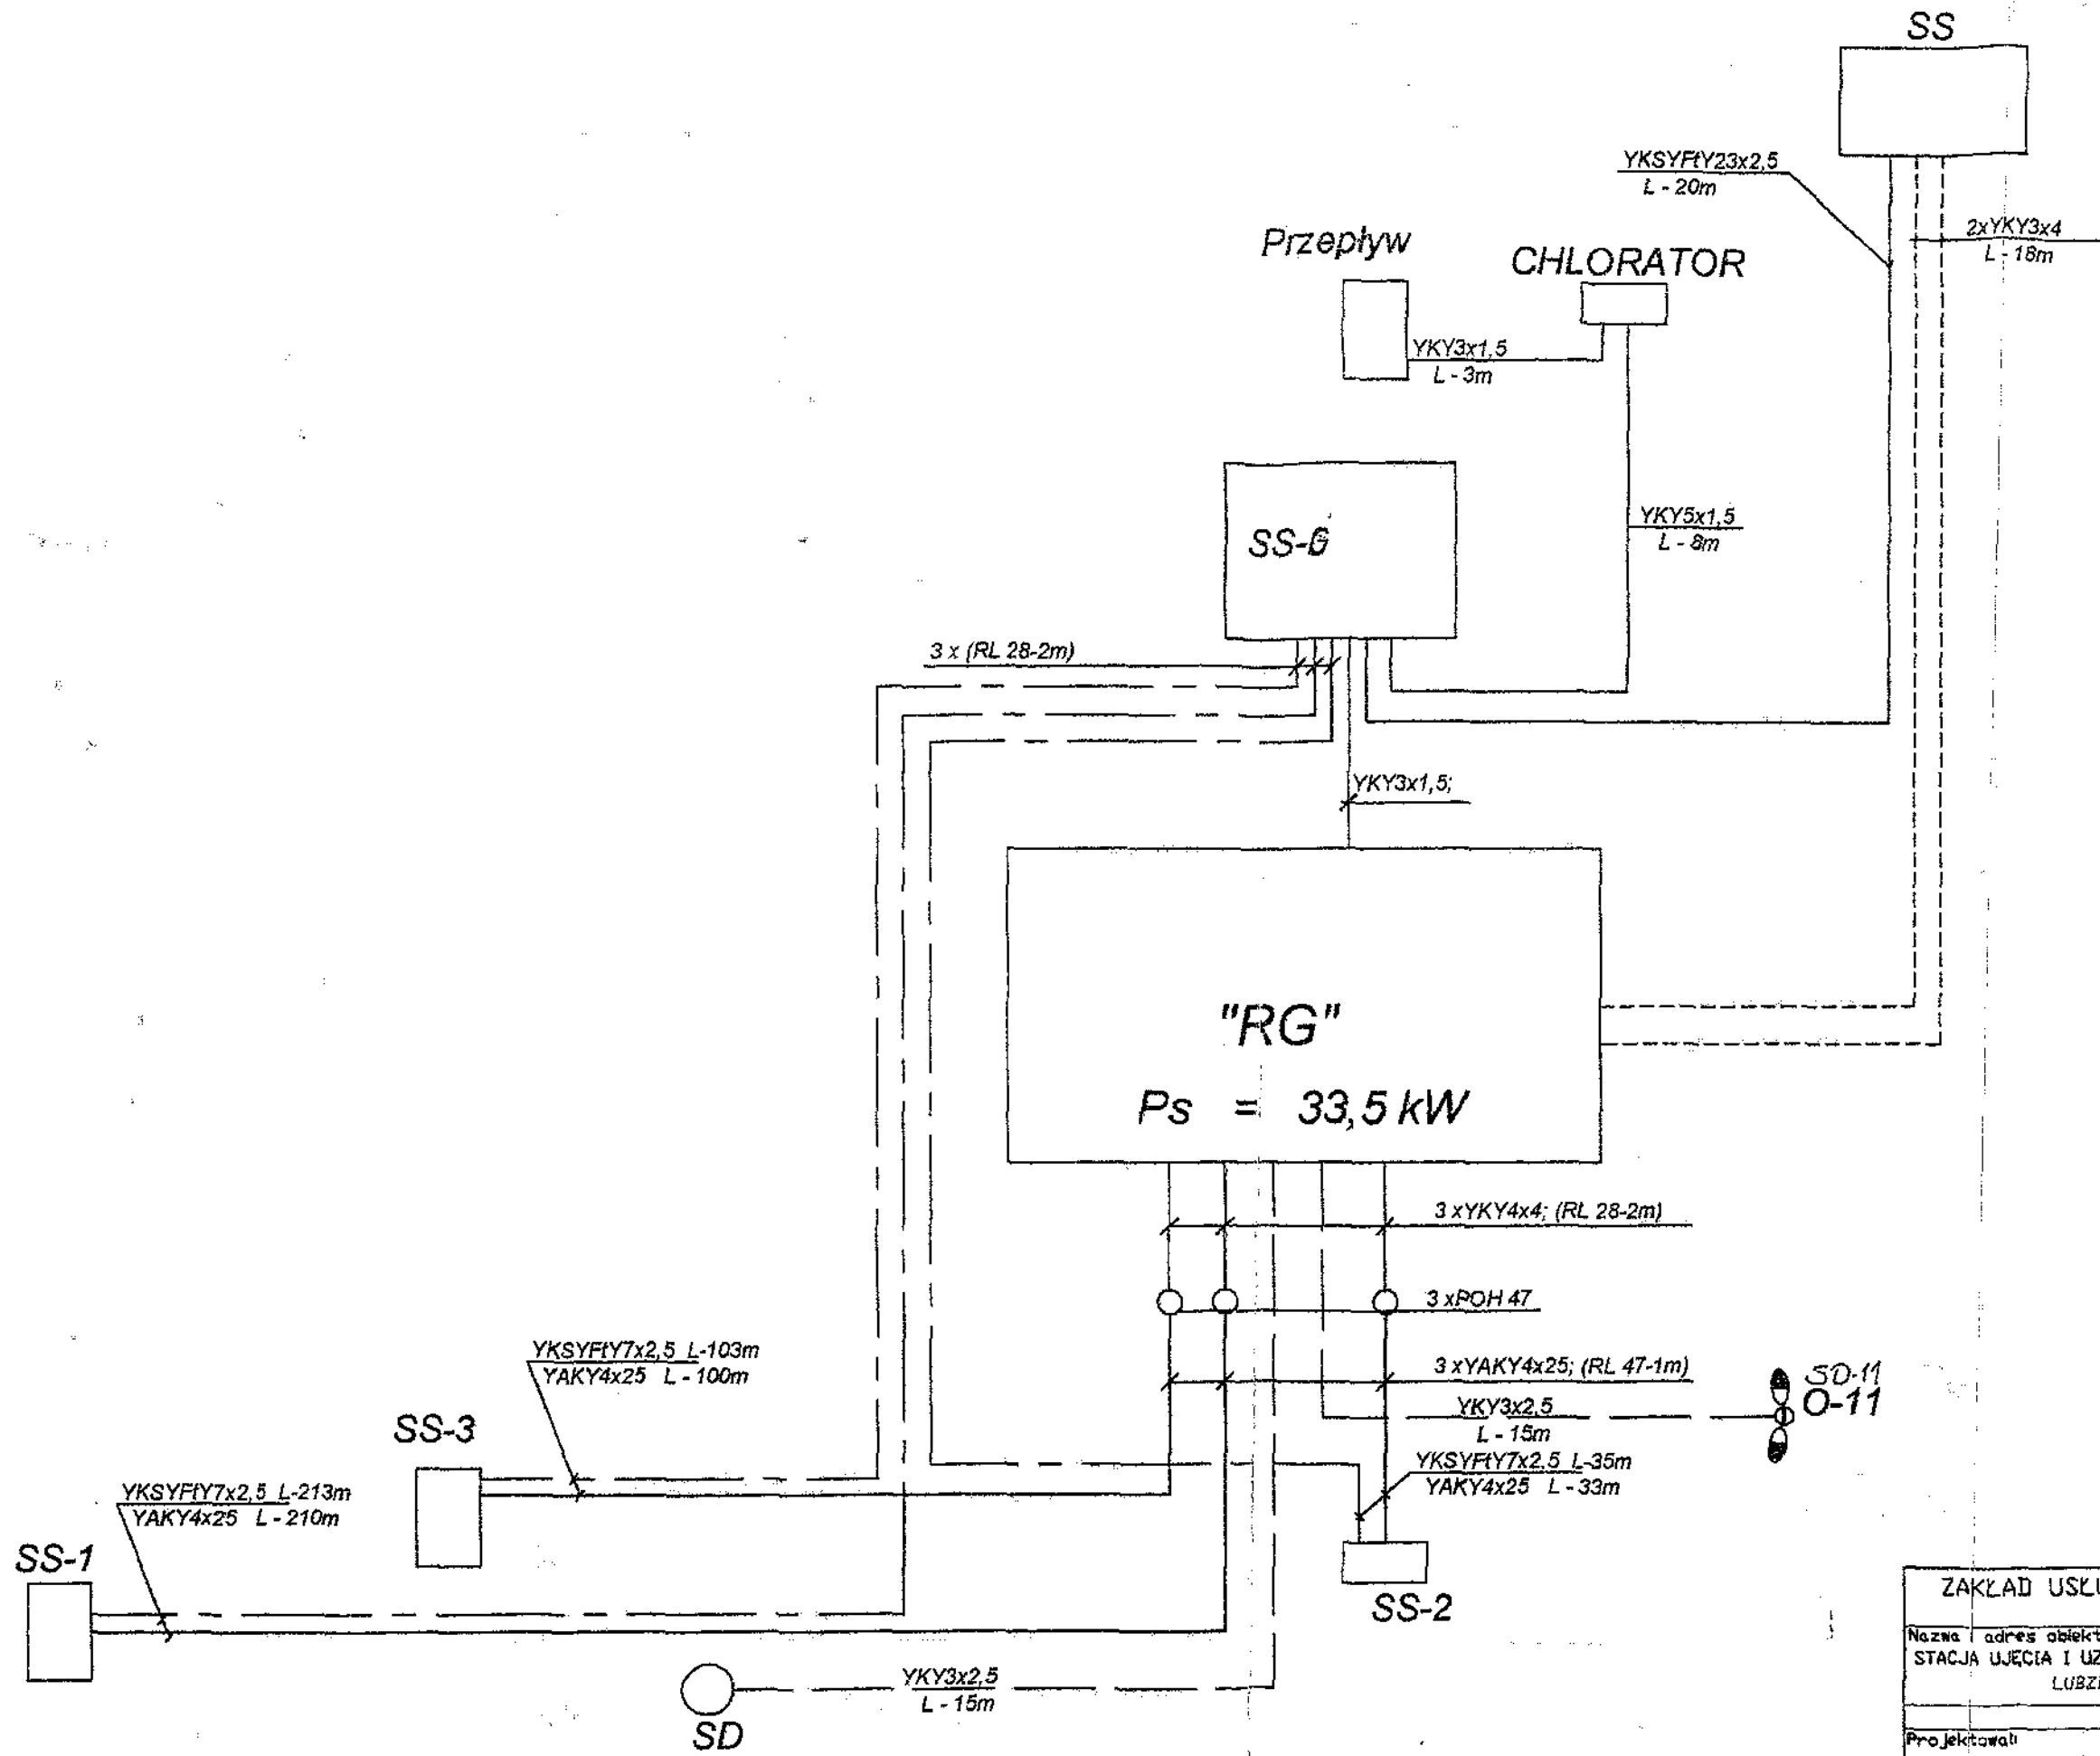 SS
YKSYFtY23x2,5
L - 20m
2xYKY3x4
L - 18m
Przepływ
CHLORATOR
YKY3x1,5
L - 3m
SS-G
YKY5x1,5
L - 8m
3 x (RL 28-2m)
YKY3x1,5;
"RG"
Ps = 33,5 kW
3 xYKY4x4; (RL 28-2m)
3 xPOH 47
YKSYFtY7x2,5 L-103m
YAKY4x25 L - 100m
3 xYAKY4x25; (RL 47-1m)
SO-11
O-11
YKY3x2,5
L - 15m
SS-3
YKSYFtY7x2,5 L-35m
YAKY4x25 L - 33m
YKSYFtY7x2,5 L-213m
YAKY4x25 L - 210m
SS-1
SS-2
YKY3x2,5
L - 15m
SD
ZAKŁAD USŁU
Nazwa i adres obiekt
STACJA UJĘCIA I UZ
LUBZ
Projektował